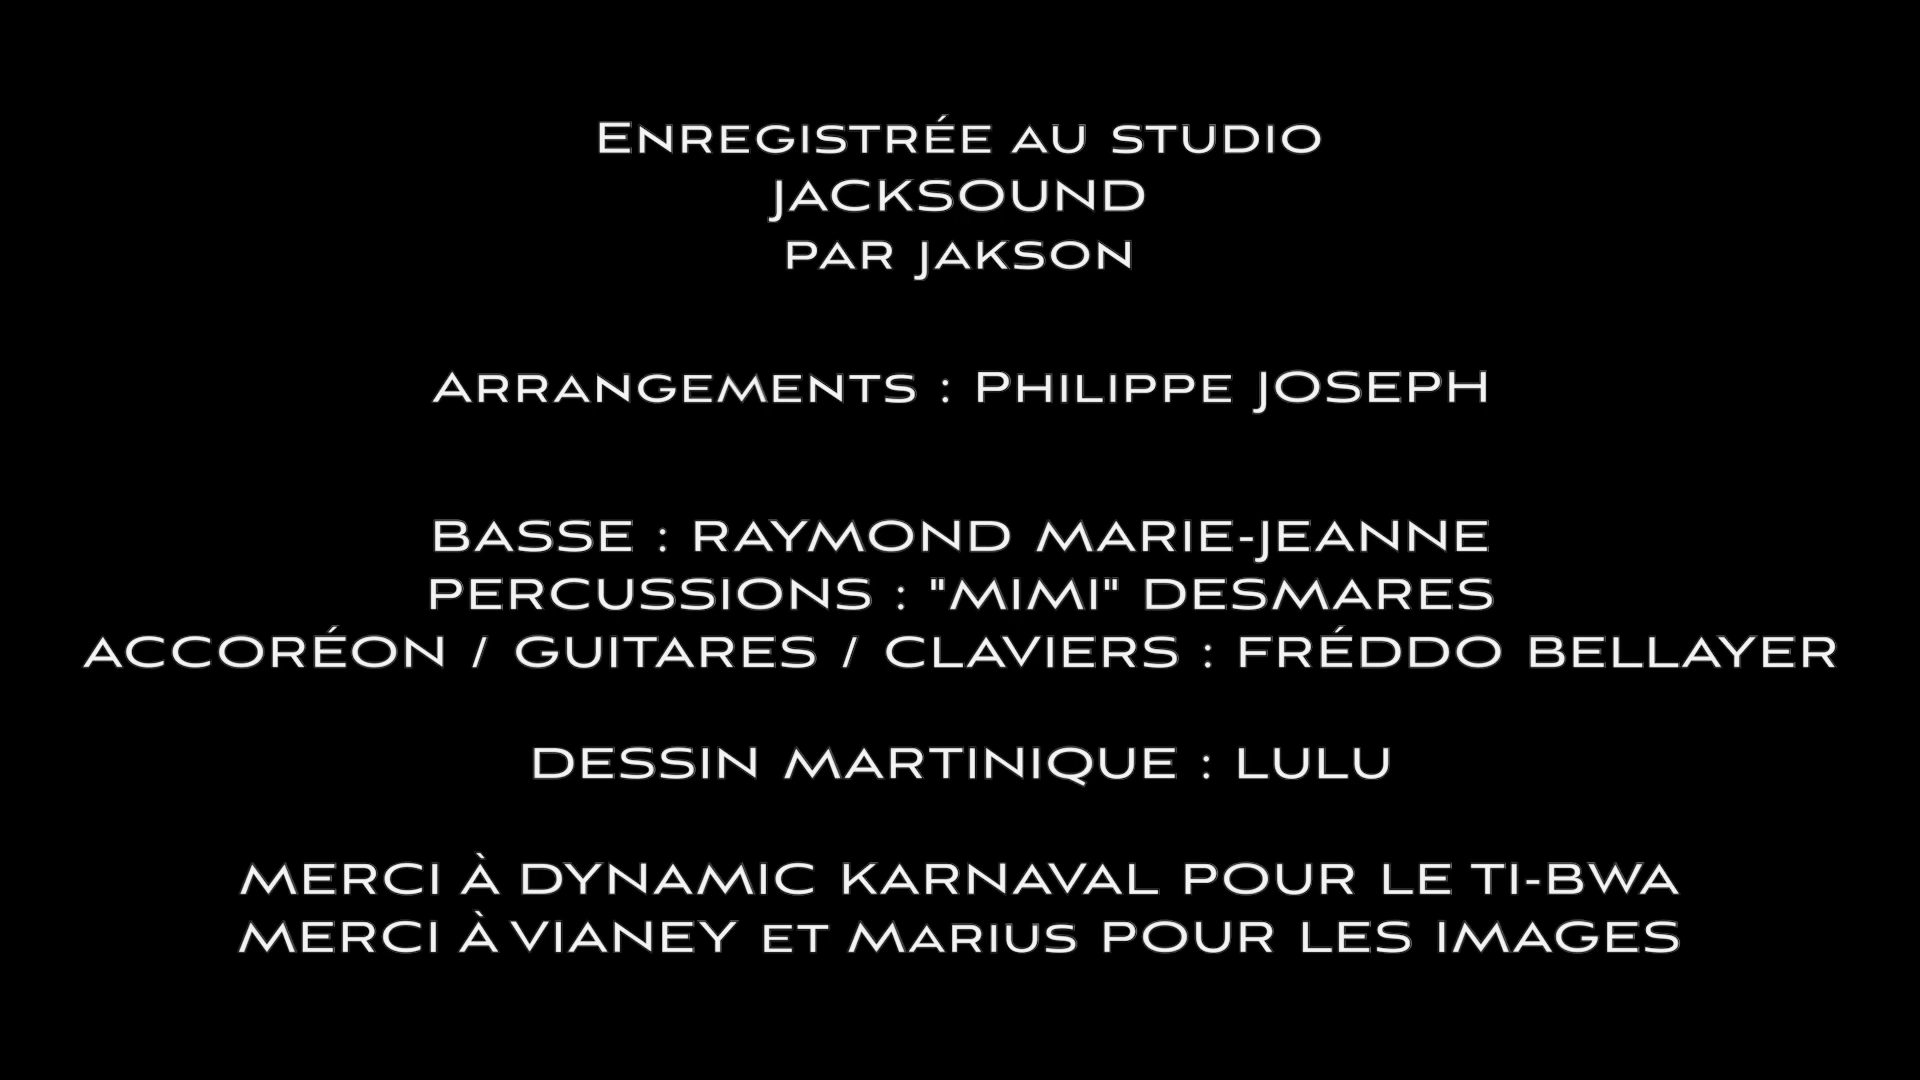 Enregistrée au studio
JACKSOUND
par jakson
Arrangements : Philippe JOSEPH
BASSE : RAYMOND MARIE-JEANNE
PERCUSSIONS : "MIMI" DESMARES
ACCORÉON / GUITARES / CLAVIERS : FRÉDDO BELLAYER
DESSIN MARTINIQUE : LULU
MERCI À DYNAMIC KARNAVAL POUR LE TI-BWA
MERCI À VIANEY et Marius POUR LES IMAGES